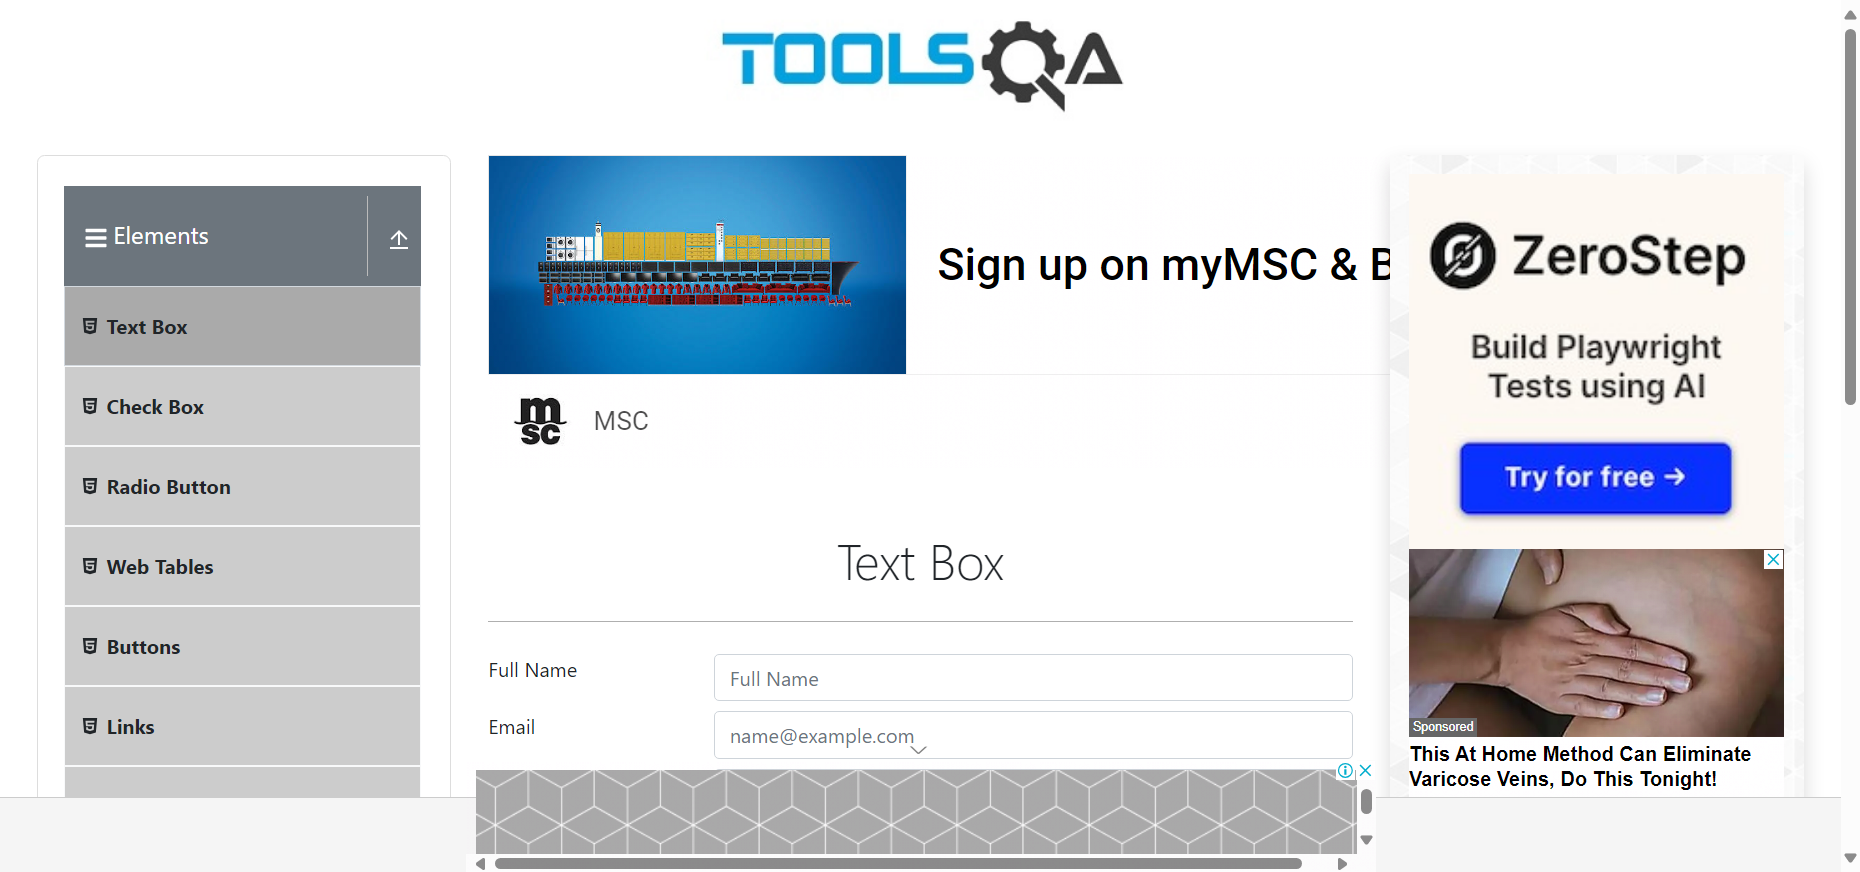 TOOLSQA
Elements
Text Box
Check Box
Radio Button
Web Tables
Buttons
Links
Sign up on myMSC & B
msc
MSC
Text Box
Full Name
Full Name
Email
name@example.com
ZeroStep
Build Playwright
Tests using AI
Try for free →
Sponsored
This At Home Method Can Eliminate
Varicose Veins, Do This Tonight!